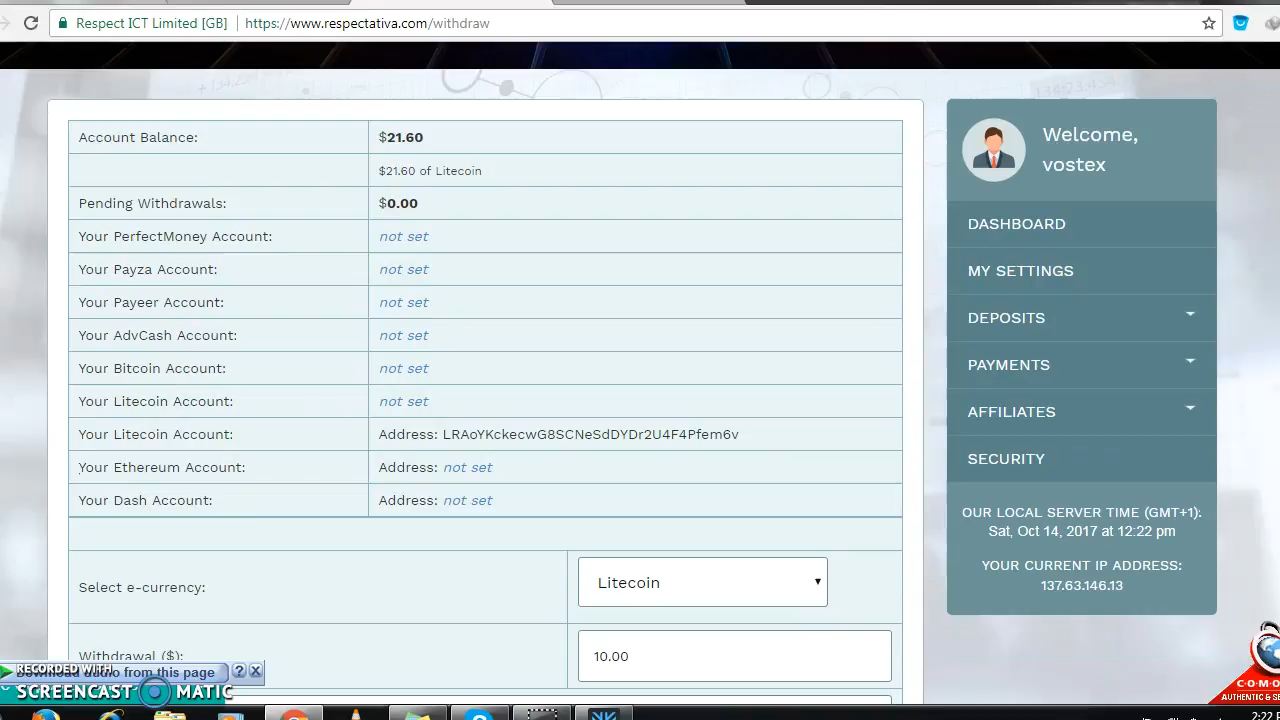 Respect ICT Limited [GB] https://www.respectativa.com/withdraw
Account Balance: $21.60
$21.60 of Litecoin
Pending Withdrawals: $0.00
Your PerfectMoney Account: not set
Your Payza Account: not set
Your Payeer Account: not set
Your AdvCash Account: not set
Your Bitcoin Account: not set
Your Litecoin Account: not set
Your Litecoin Account: Address: LRAoYKckecwG8SCNeSdDYDr2U4F4Pfem6v
Your Ethereum Account: Address: not set
Your Dash Account: Address: not set
Select e-currency: Litecoin
Withdrawal ($): 10.00
Welcome,
vostex
DASHBOARD
MY SETTINGS
DEPOSITS
PAYMENTS
AFFILIATES
SECURITY
OUR LOCAL SERVER TIME (GMT+1):
Sat, Oct 14, 2017 at 12:22 pm
YOUR CURRENT IP ADDRESS:
137.63.146.13
RECORDED WITH
from this page
SCREENCAST MATIC
AUTHENTIC & SE
2:22